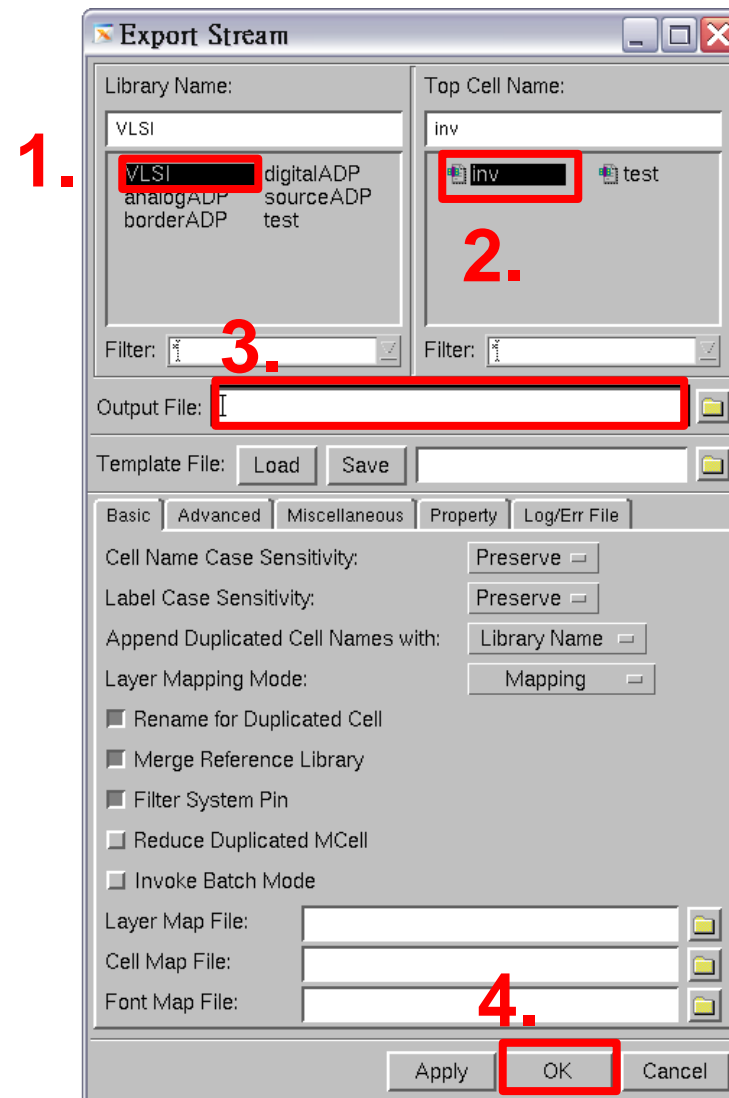 Export Stream
Library Name:
Top Cell Name:
VLSI
inv
1.
VLSI digitalADP
analogADP sourceADP
borderADP test
inv test
2.
3.
Filter: *
Filter: *
Output File:
Template File: Load Save
Basic Advanced Miscellaneous Property Log/Err File
Cell Name Case Sensitivity: Preserve
Label Case Sensitivity: Preserve
Append Duplicated Cell Names with: Library Name
Layer Mapping Mode: Mapping
Rename for Duplicated Cell
Merge Reference Library
Filter System Pin
Reduce Duplicated MCell
Invoke Batch Mode
Layer Map File:
Cell Map File:
Font Map File:
4.
Apply OK Cancel